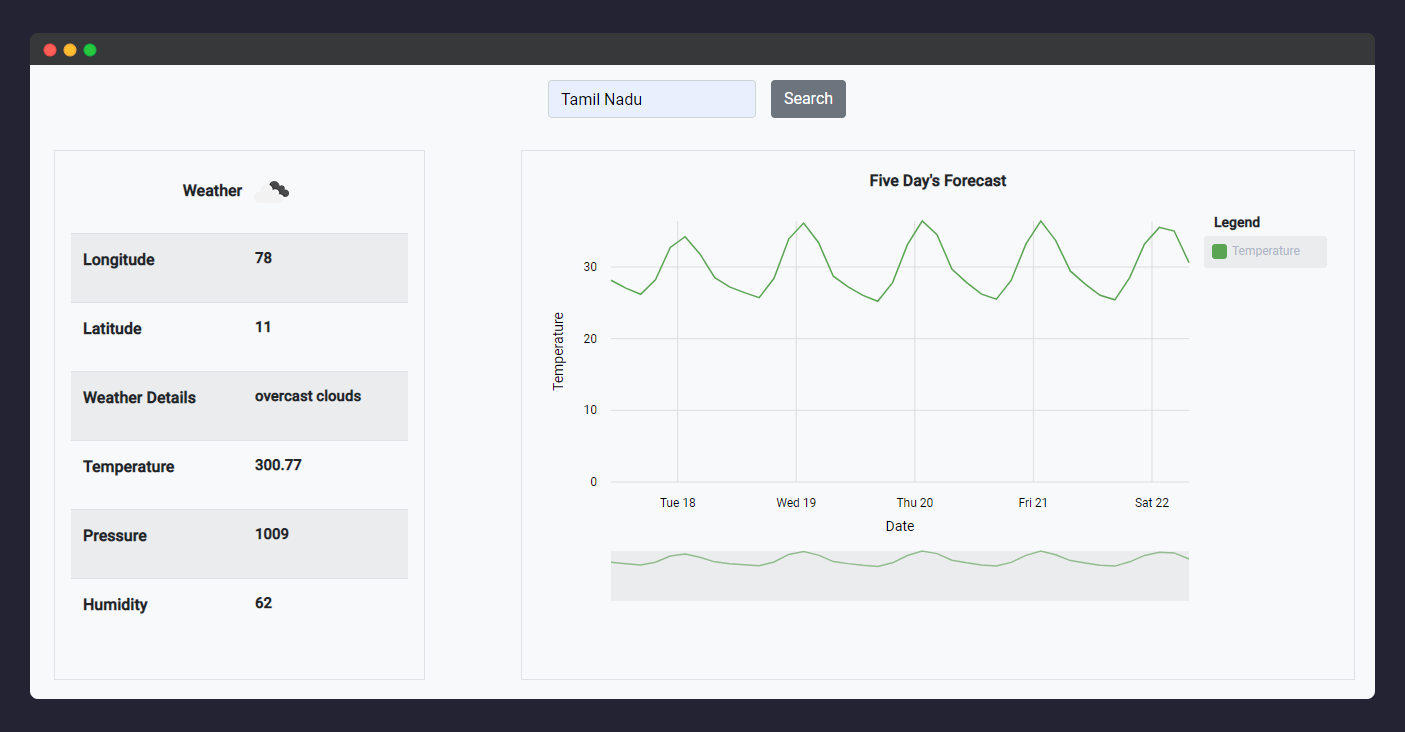 Tamil Nadu Search
Weather
Longitude 78
Latitude 11
Weather Details overcast clouds
Temperature 300.77
Pressure 1009
Humidity 62
Five Day's Forecast
Legend
Temperature
Temperature
30
20
10
0
Tue 18 Wed 19 Thu 20 Fri 21 Sat 22
Date